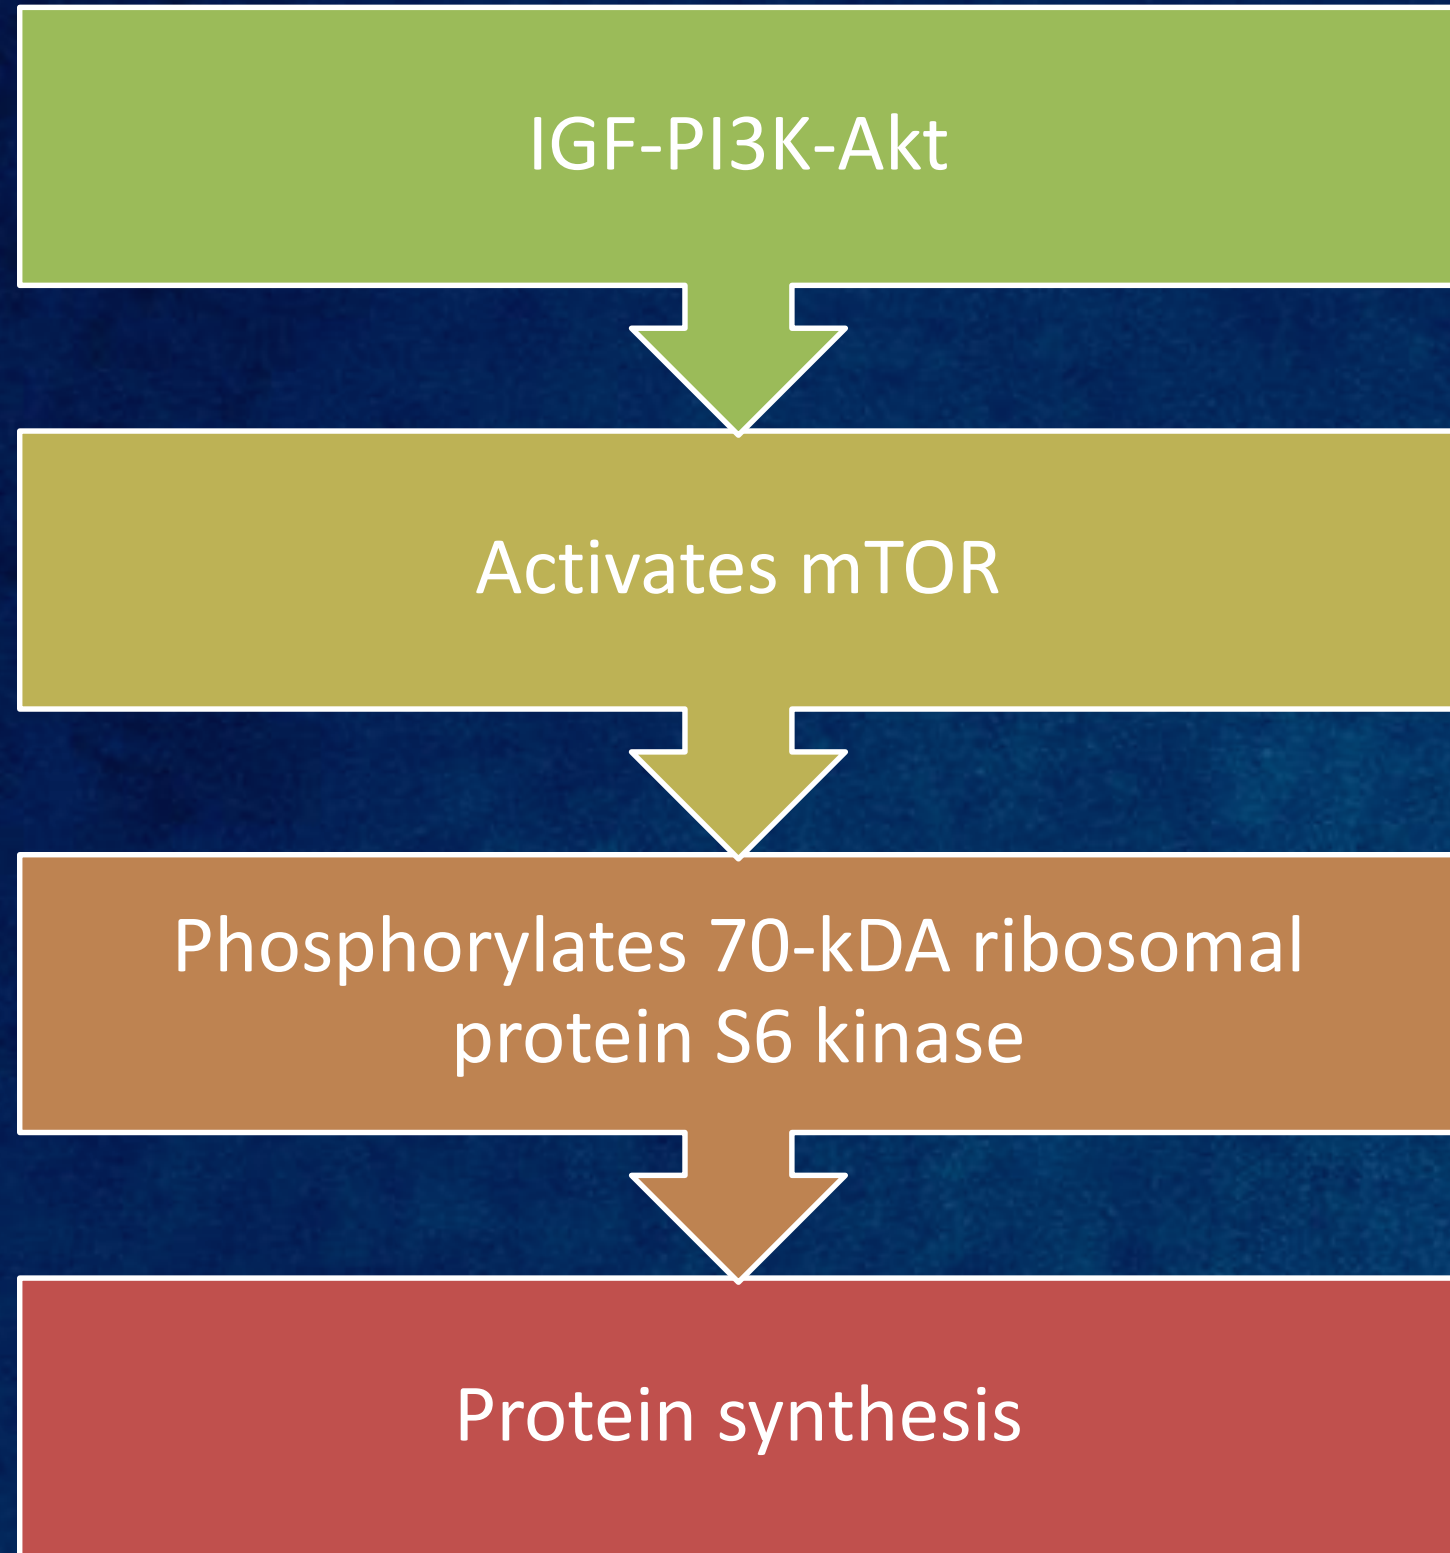 IGF-PI3K-Akt
Activates mTOR
Phosphorylates 70-kDA ribosomal
protein S6 kinase
Protein synthesis